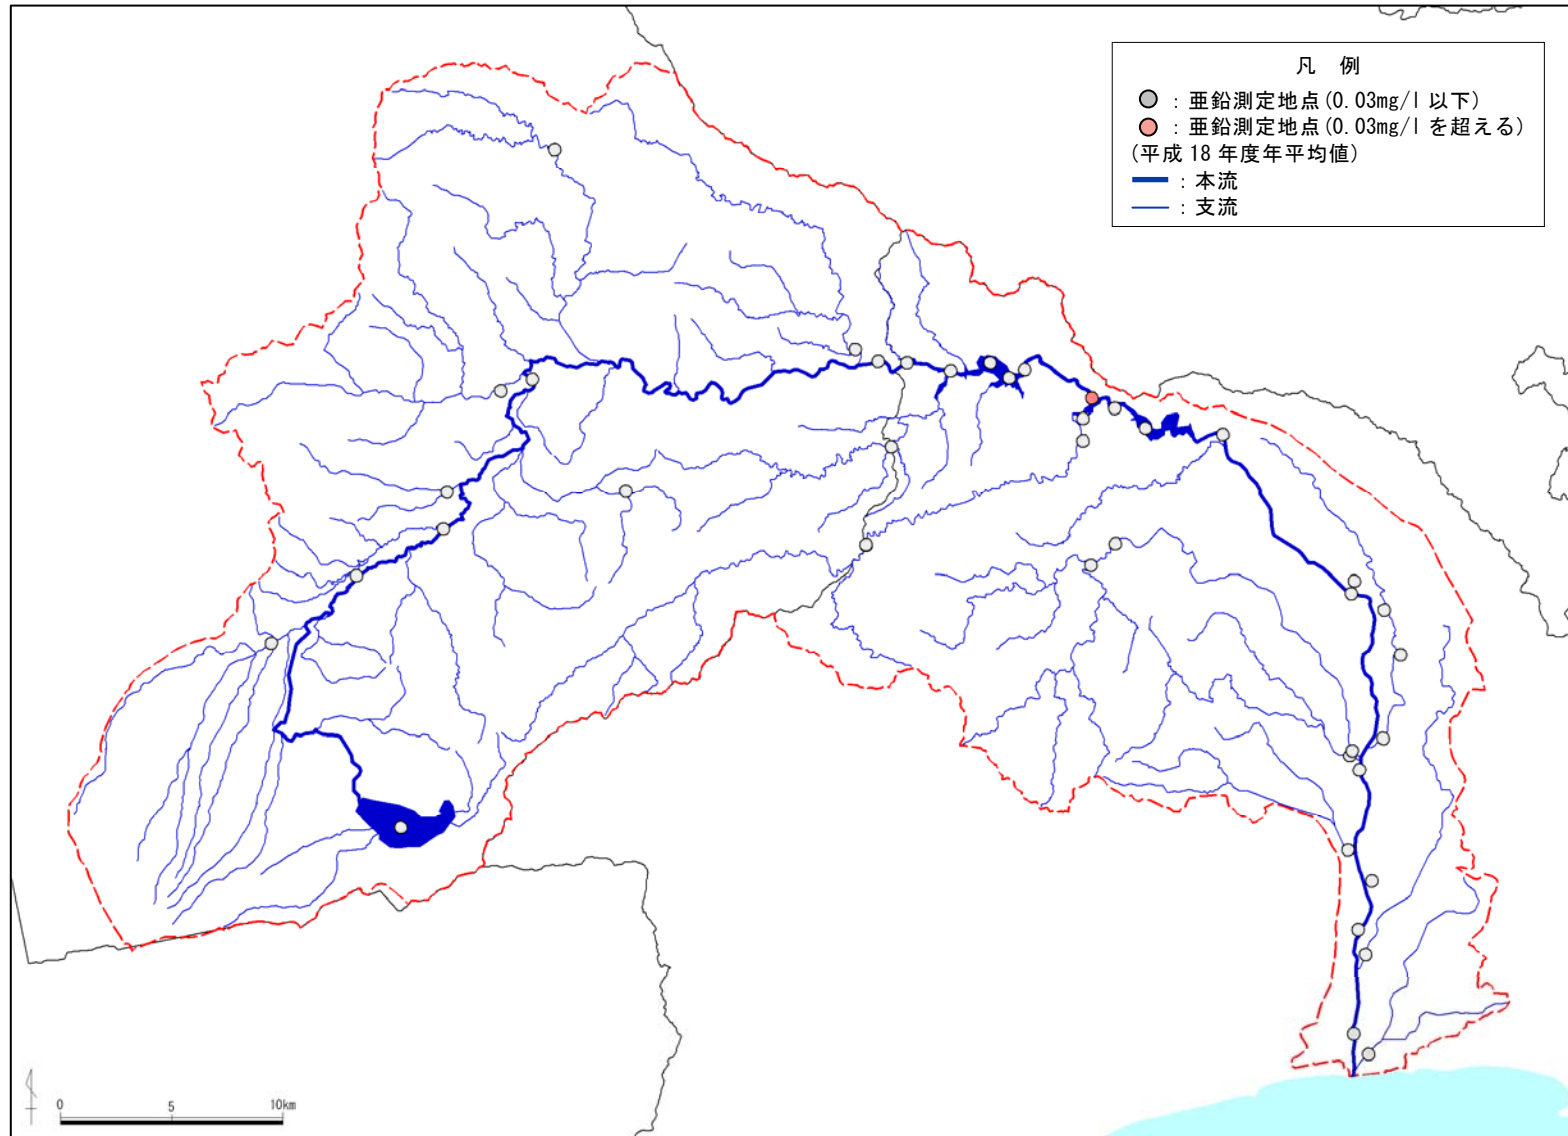 凡 例
：亜鉛測定地点(0.03mg/l 以下)
：亜鉛測定地点(0.03mg/l を超える)
(平成 18 年度年平均値)
：本流
：支流
0 5 10km